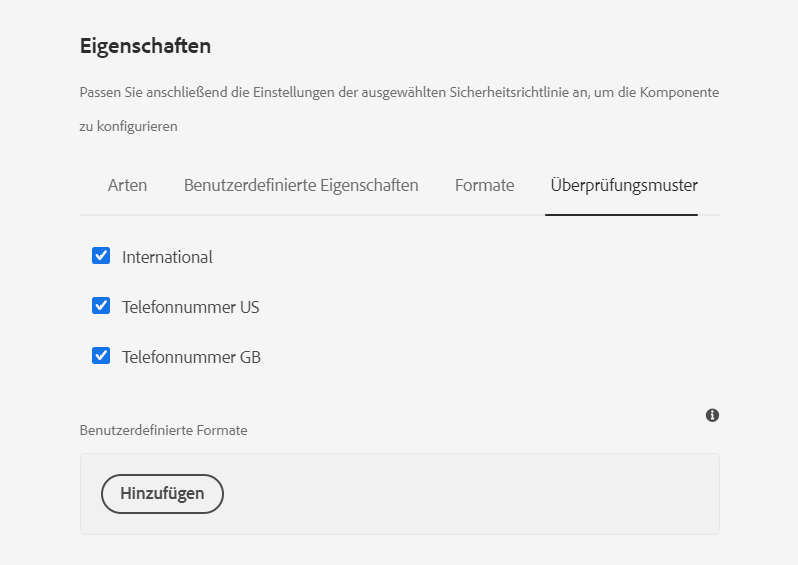 Eigenschaften
Passen Sie anschließend die Einstellungen der ausgewählten Sicherheitsrichtlinie an, um die Komponente
zu konfigurieren
Arten Benutzerdefinierte Eigenschaften Formate Überprüfungsmuster
International
Telefonnummer US
Telefonnummer GB
Benutzerdefinierte Formate
Hinzufügen